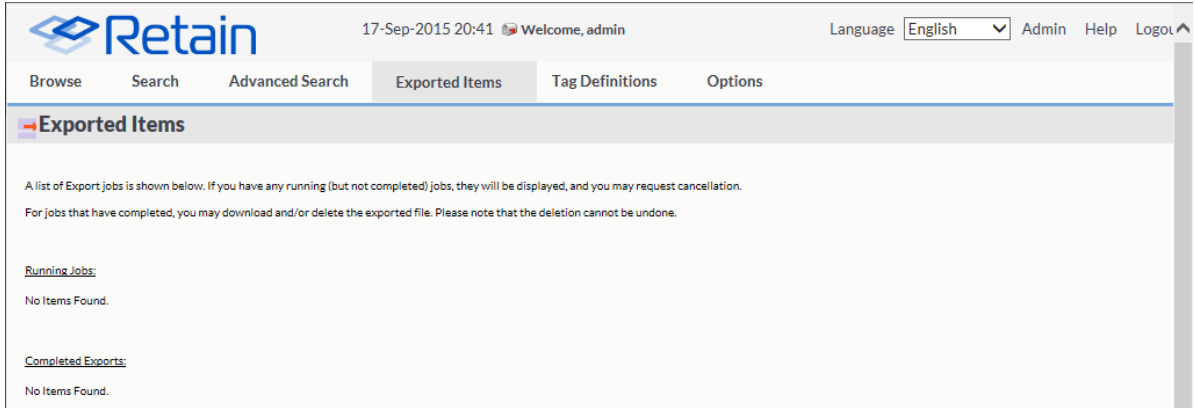 Retain 17-Sep-2015 20:41 Welcome, admin Language English Admin Help
Browse Search Advanced Search Exported Items Tag Definitions Options
Exported Items
A list of Export jobs is shown below. If you have any running (but not completed) jobs, they will be displayed, and you may request cancellation.
For jobs that have completed, you may download and/or delete the exported file. Please note that the deletion cannot be undone.
Running Jobs:
No Items Found.
Completed Exports:
No Items Found.